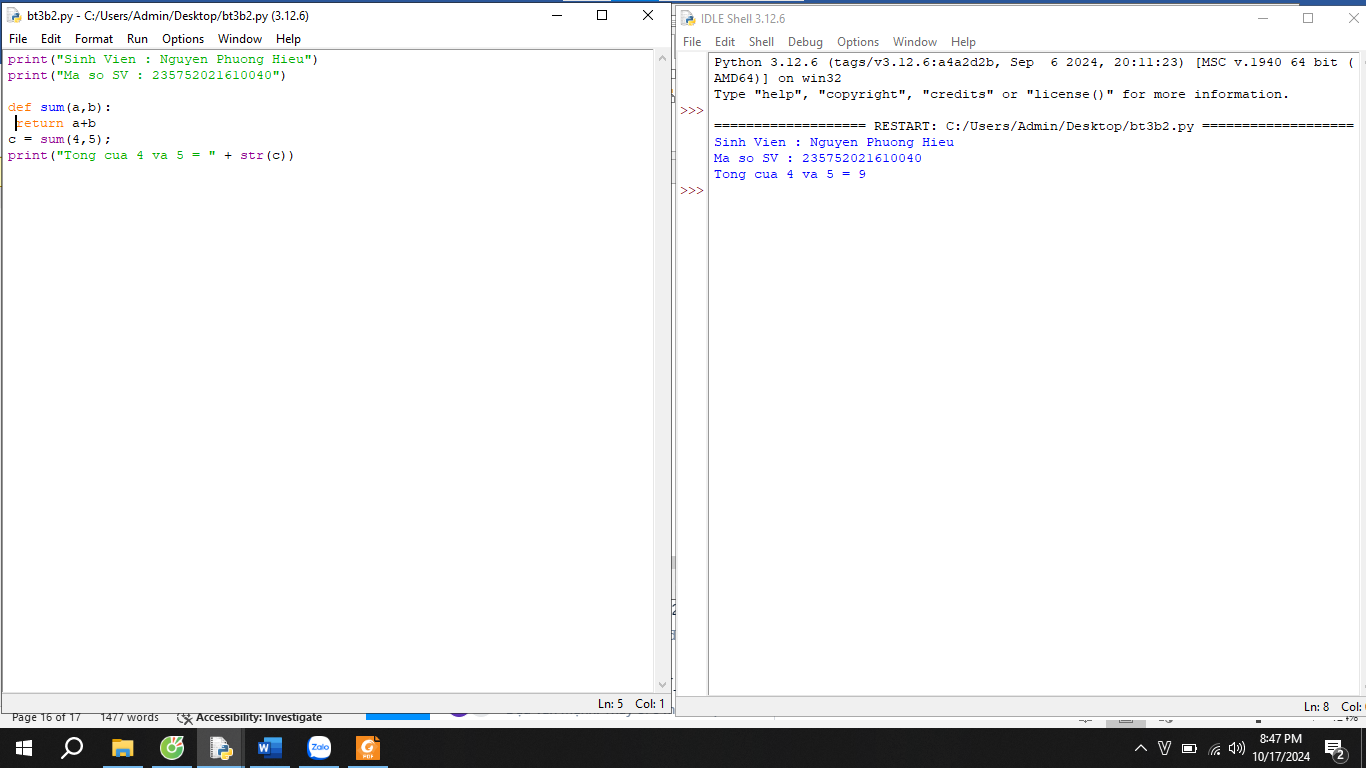 bt3b2.py - C:/Users/Admin/Desktop/bt3b2.py (3.12.6)
File Edit Format Run Options Window Help
print("Sinh Vien : Nguyen Phuong Hieu")
print("Ma so SV : 235752021610040")
def sum(a,b):
 return a+b
c = sum(4,5);
print("Tong cua 4 va 5 = " + str(c))
Ln: 5 Col: 1
IDLE Shell 3.12.6
File Edit Shell Debug Options Window Help
Python 3.12.6 (tags/v3.12.6:a4a2d2b, Sep  6 2024, 20:11:23) [MSC v.1940 64 bit (
AMD64)] on win32
Type "help", "copyright", "credits" or "license()" for more information.
>>>
=================== RESTART: C:/Users/Admin/Desktop/bt3b2.py ===================
Sinh Vien : Nguyen Phuong Hieu
Ma so SV : 235752021610040
Tong cua 4 va 5 = 9
>>>
Ln: 8 Col:
Page 16 of 17 1477 words Accessibility: Investigate
Zalo
PDF
8:47 PM
10/17/2024
2